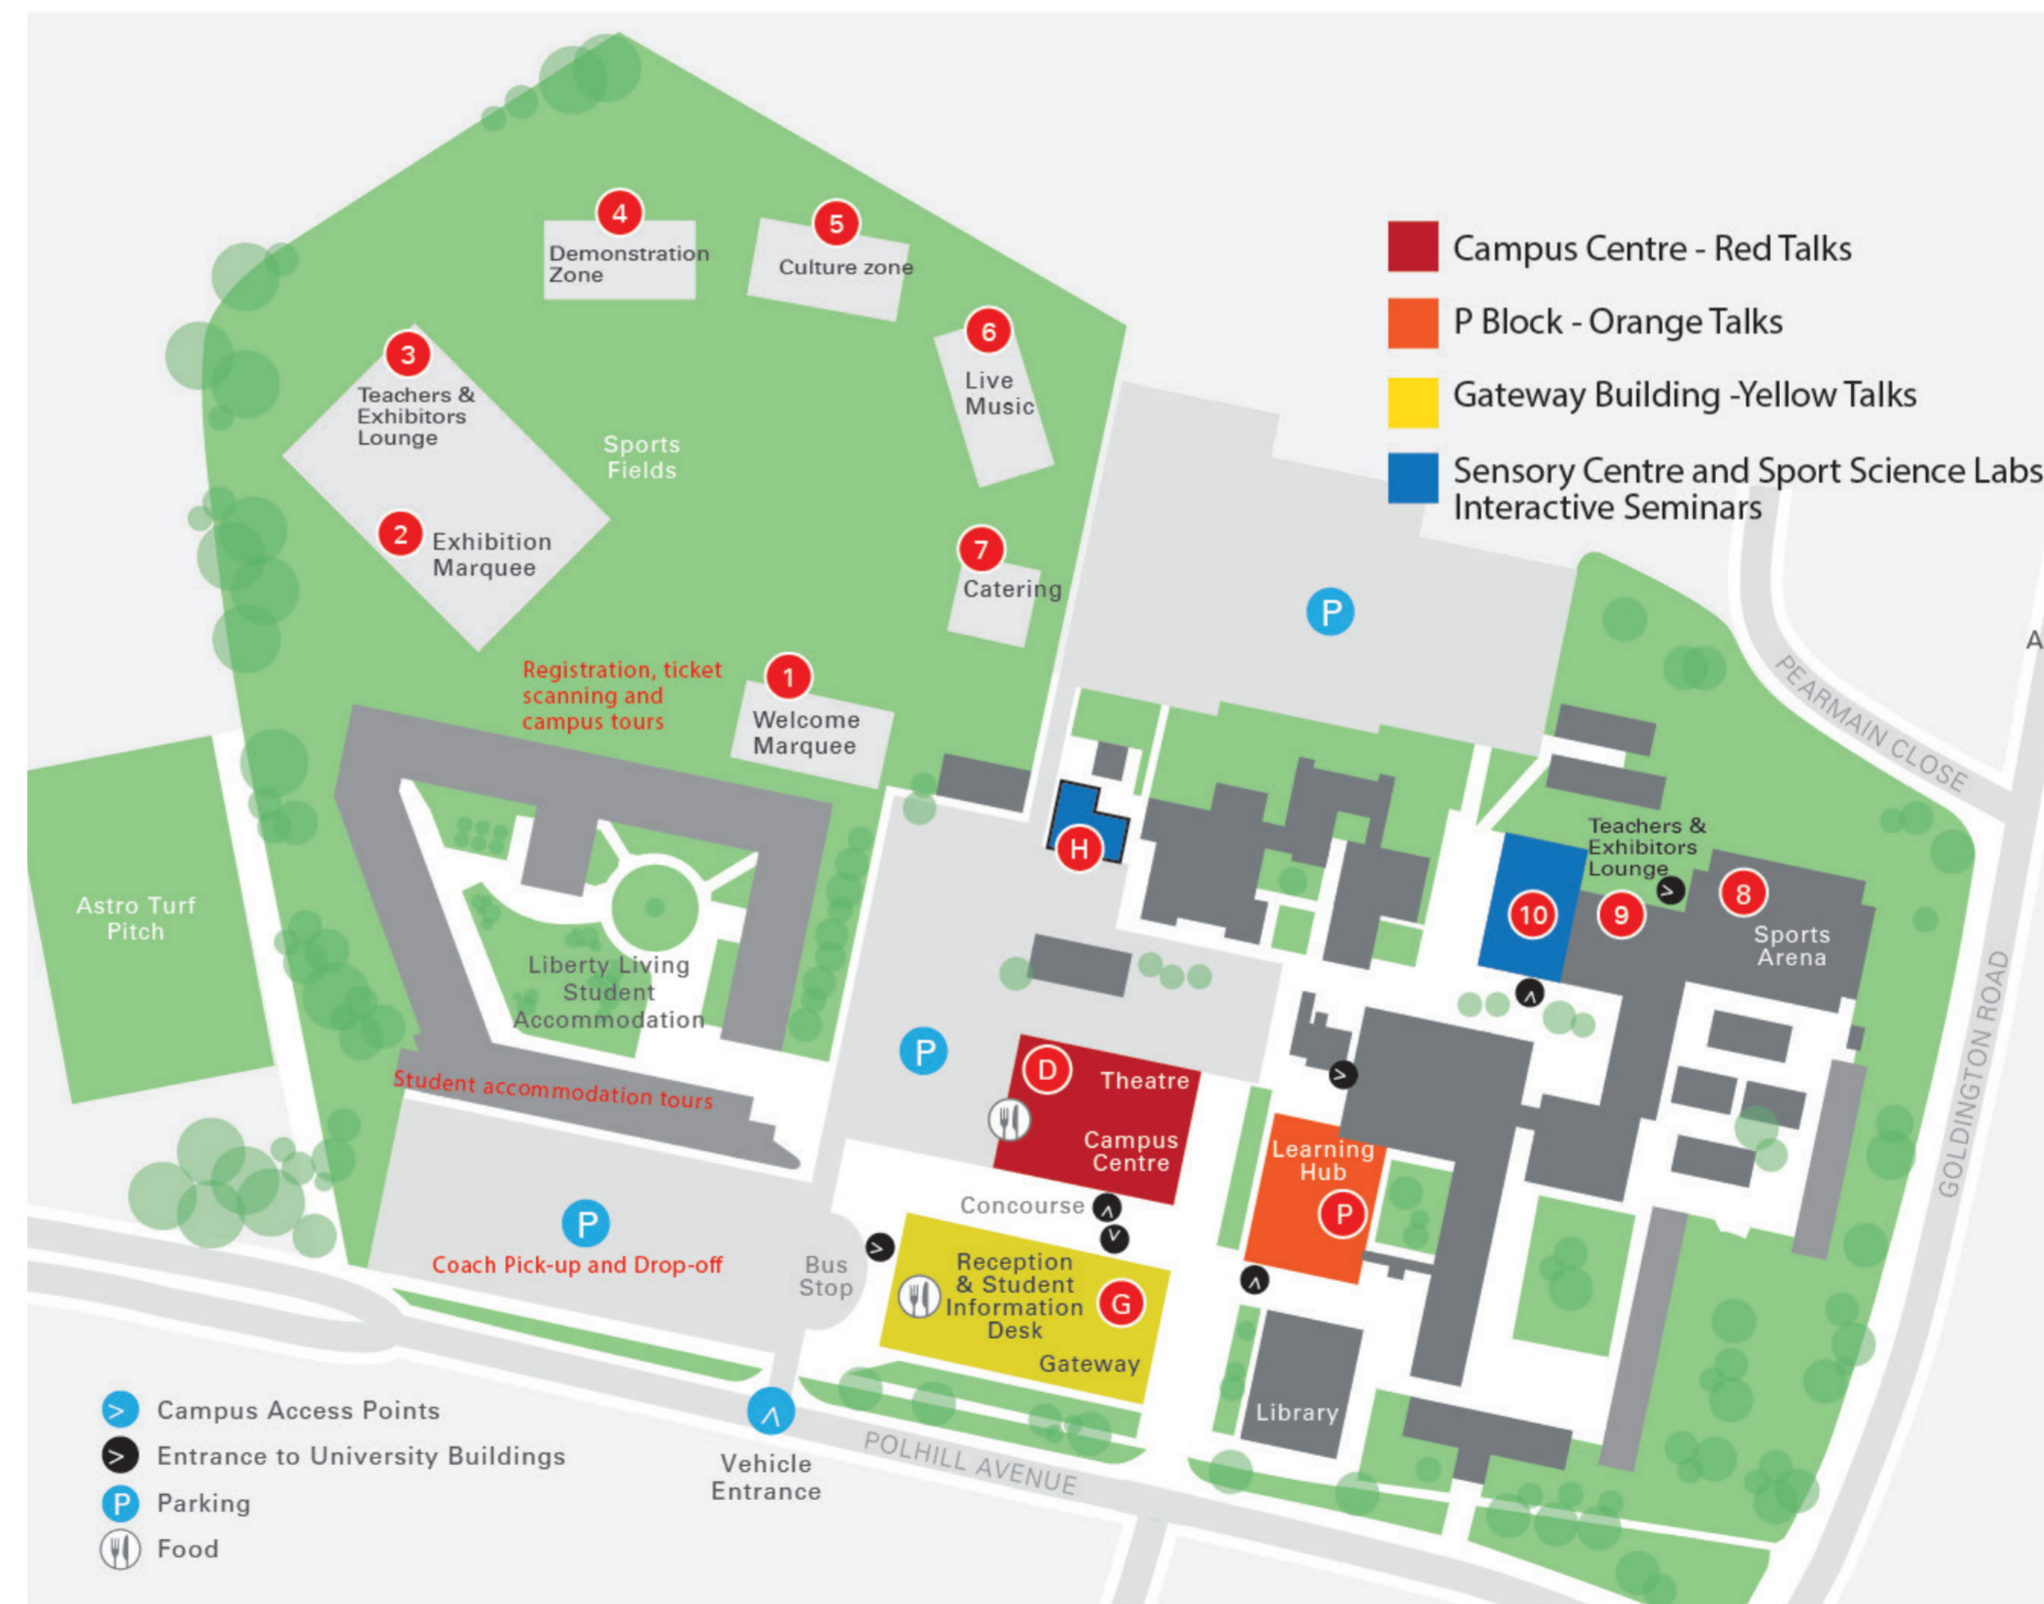 4
Demonstration
Zone
5
Culture zone
6
Live
Music
3
Teachers &
Exhibitors
Lounge
Sports
Fields
2
Exhibition
Marquee
7
Catering
Registration, ticket
scanning and
campus tours
1
Welcome
Marquee
Campus Centre - Red Talks
P Block - Orange Talks
Gateway Building -Yellow Talks
Sensory Centre and Sport Science Labs
Interactive Seminars
P
A
PEARMAIN CLOSE
H
Teachers &
Exhibitors
Lounge
10
9
8
Sports
Arena
GOLDINGTON ROAD
Astro Turf
Pitch
Liberty Living
Student
Accommodation
Student accommodation tours
P
D
Theatre
Campus
Centre
Learning
Hub
P
Concourse
P
Coach Pick-up and Drop-off
Bus
Stop
Reception
& Student
Information
Desk
G
Gateway
Library
Vehicle
Entrance
POLHILL AVENUE
Campus Access Points
Entrance to University Buildings
P Parking
Food